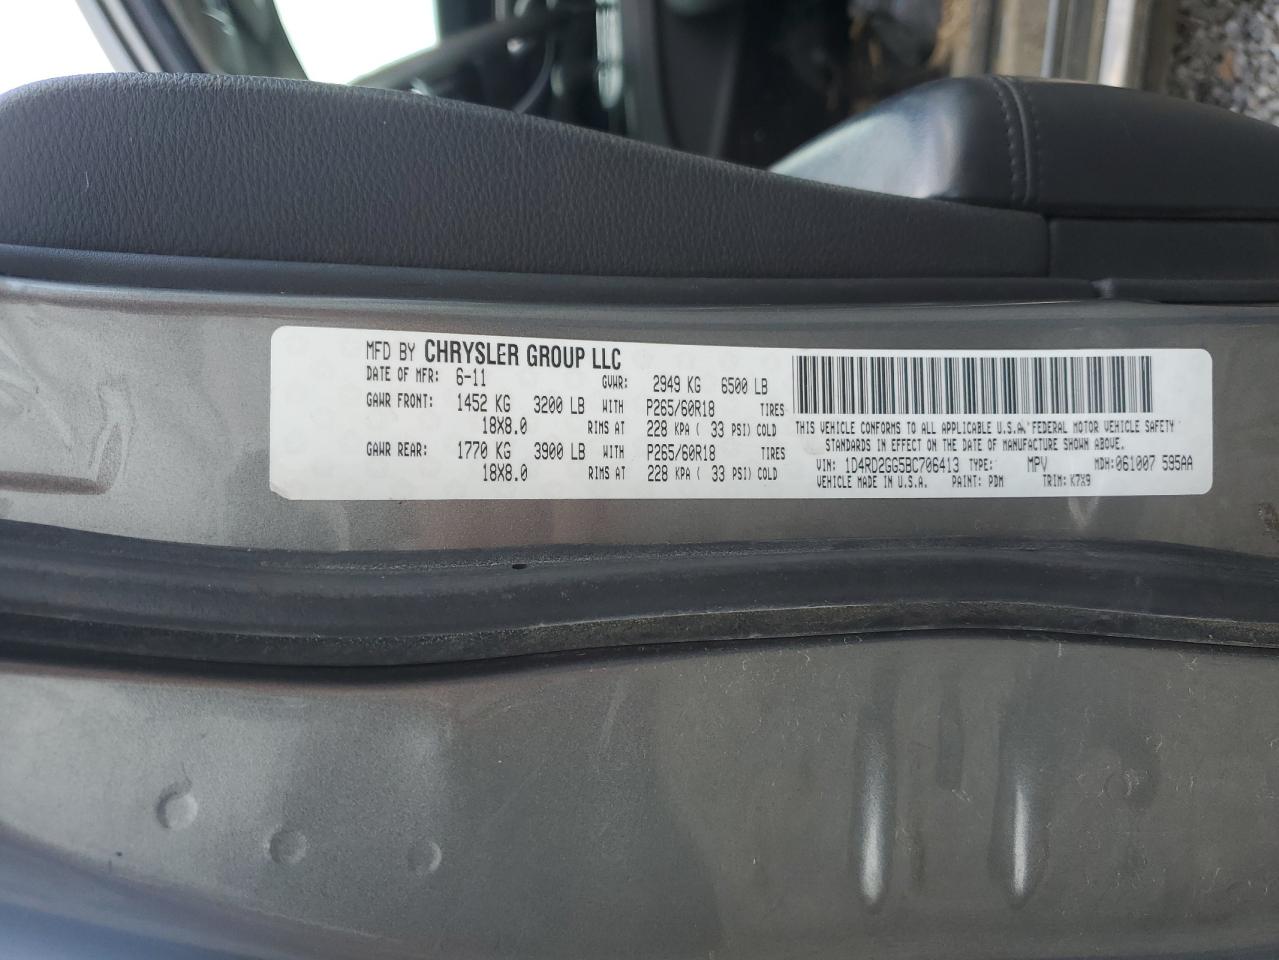 MFD BY CHRYSLER GROUP LLC
DATE OF MFR: 6-11 GVWR: 2949 KG 6500 LB
GAWR FRONT: 1452 KG 3200 LB WITH P265/60R18 TIRES
18X8.0 RIMS AT 228 KPA ( 33 PSI) COLD
GAWR REAR: 1770 KG 3900 LB WITH P265/60R18 TIRES
18X8.0 RIMS AT 228 KPA ( 33 PSI) COLD
THIS VEHICLE CONFORMS TO ALL APPLICABLE U.S.A. FEDERAL MOTOR VEHICLE SAFETY
STANDARDS IN EFFECT ON THE DATE OF MANUFACTURE SHOWN ABOVE.
VIN: 1D4RD2GG5BC706413 TYPE: MPV MDH: 061007 595AA
VEHICLE MADE IN U.S.A. PAINT: PDM TRIM: K7X9